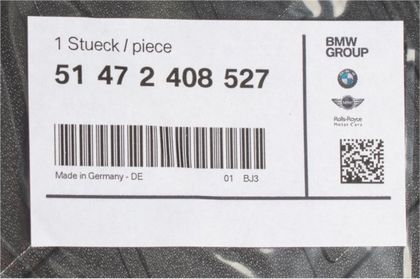 1 Stueck / piece
51 47 2 408 527
Made in Germany - DE
01 BJ3
BMW
GROUP
Rolls-Royce
Motor Cars